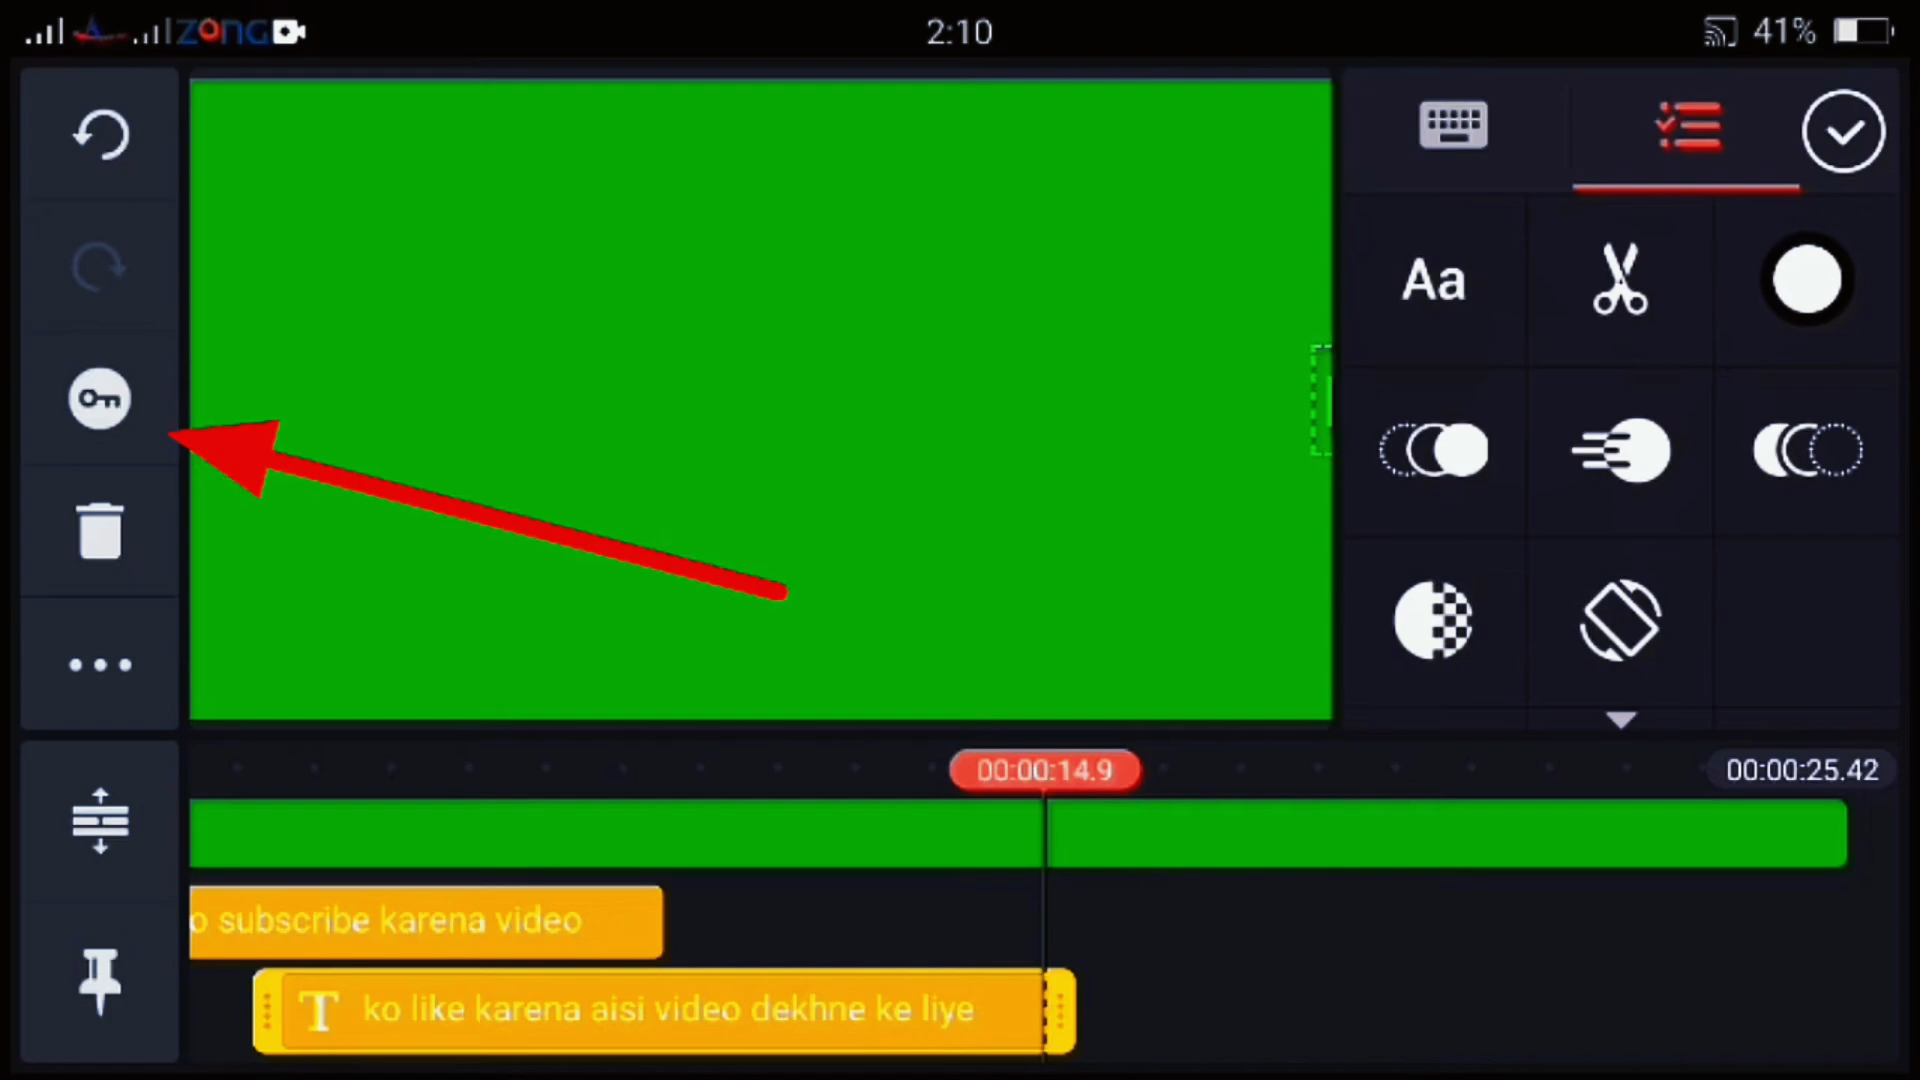 ZONG 2:10 41%
Aa
00:00:14.9 00:00:25.42
o subscribe karena video
T ko like karena aisi video dekhne ke liye